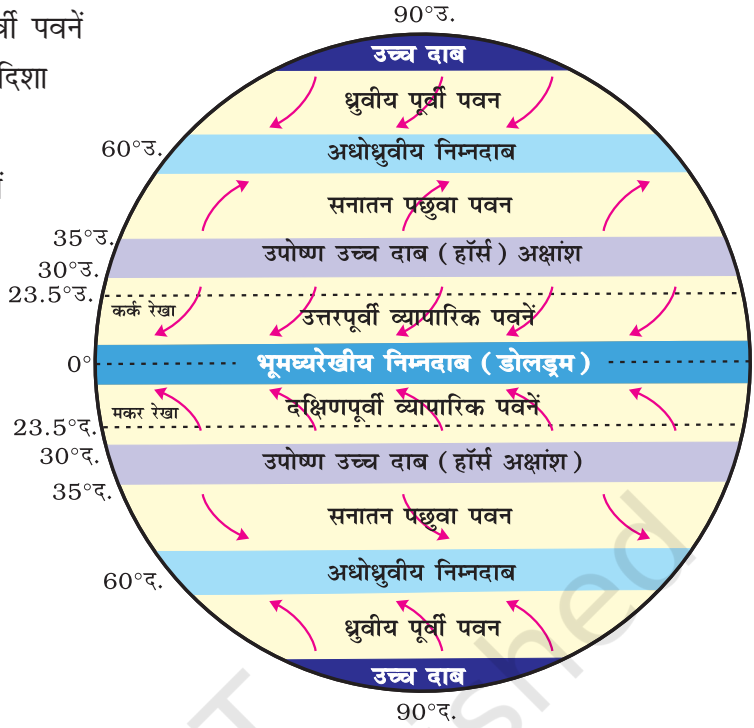 र्वी पवनें
दिशा
90°उ.
उच्च दाब
ध्रुवीय पूर्वी पवन
60°उ.
अधोध्रुवीय निम्नदाब
सनातन पछुवा पवन
35°उ.
उपोष्ण उच्च दाब (हॉर्स) अक्षांश
30°उ.
23.5°उ.
कर्क रेखा
उत्तरपूर्वी व्यापारिक पवनें
0°
भूमघ्यरेखीय निम्नदाब (डोलड्रम)
मकर रेखा
दक्षिणपूर्वी व्यापारिक पवनें
23.5°द.
30°द.
उपोष्ण उच्च दाब (हॉर्स अक्षांश)
35°द.
सनातन पछुवा पवन
60°द.
अधोध्रुवीय निम्नदाब
ध्रुवीय पूर्वी पवन
उच्च दाब
90°द.